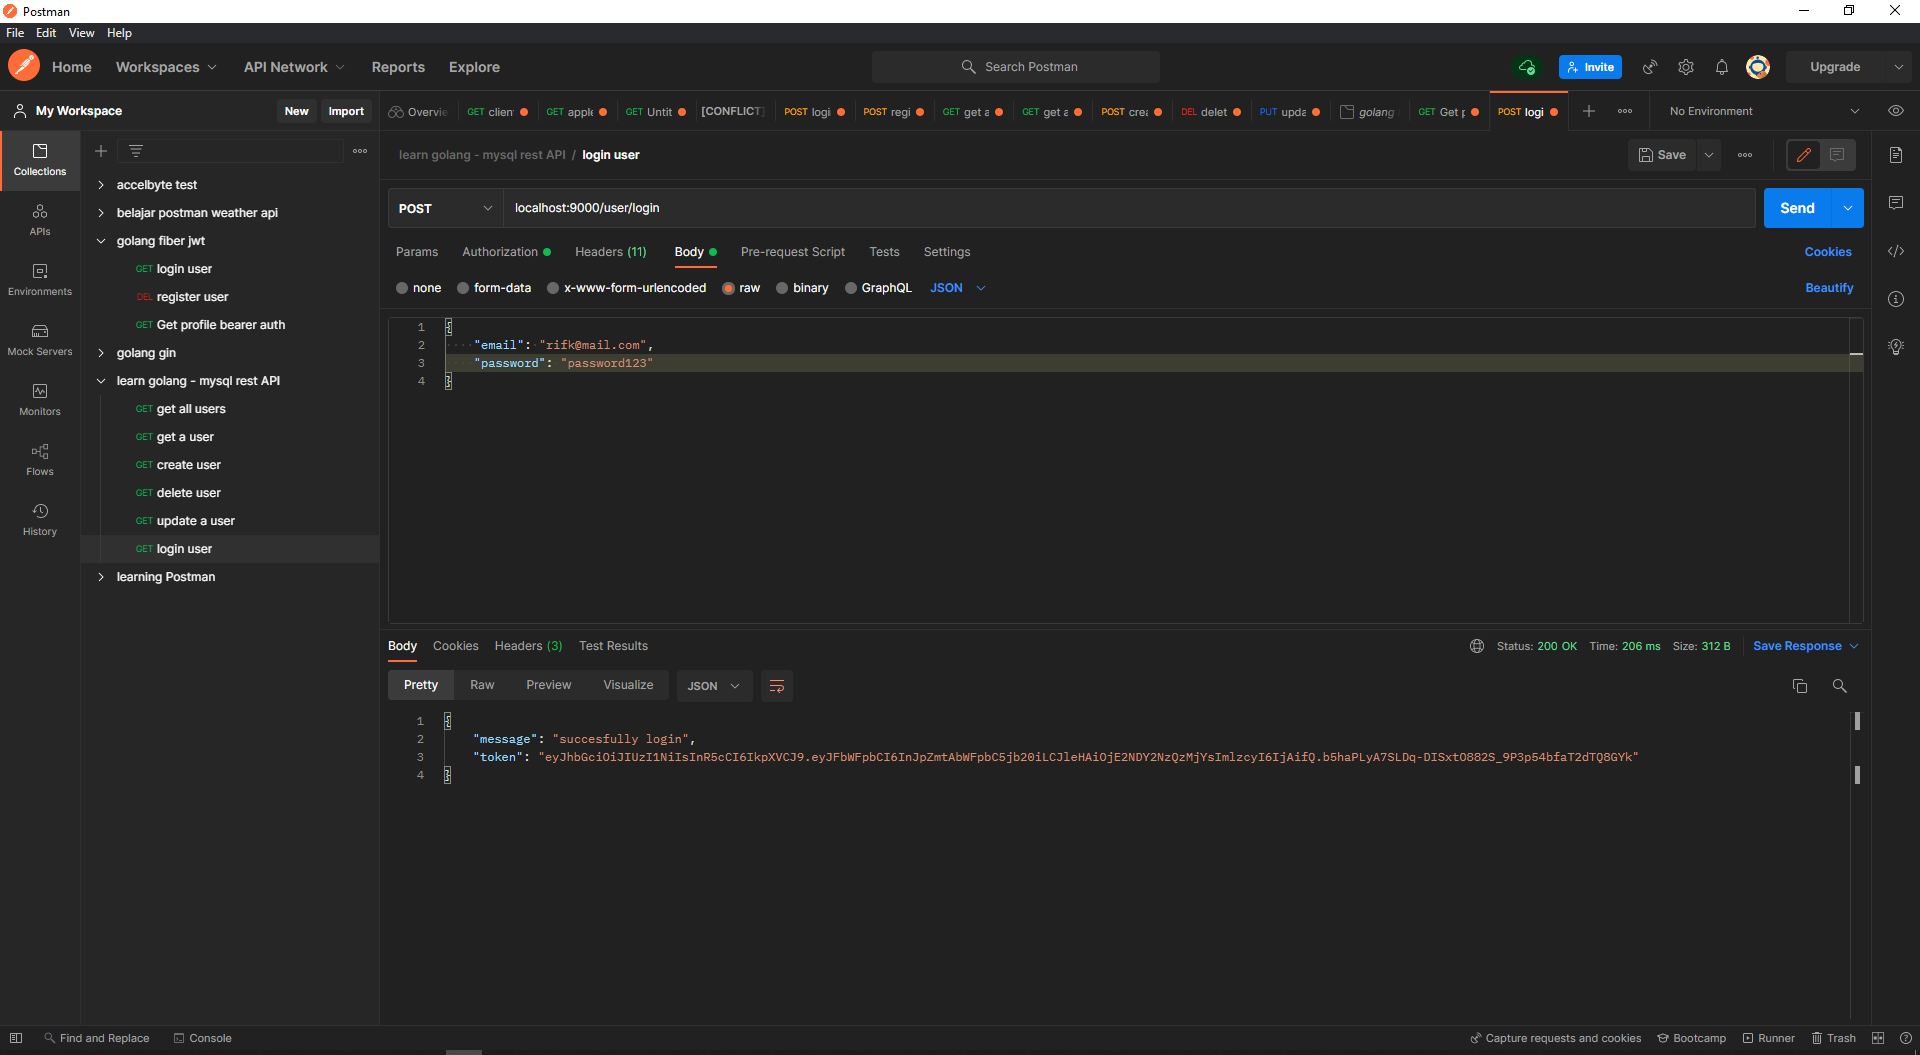 Postman
File Edit View Help
Home Workspaces API Network Reports Explore Search Postman Invite Upgrade
My Workspace New Import
Overvie GET clien GET apple GET Untit [CONFLICT] POST logi POST regi GET get a GET get a POST crea DEL delet PUT upda golang GET Get p POST logi No Environment
Collections
APIs
Environments
Mock Servers
Monitors
Flows
History
accelbyte test
belajar postman weather api
golang fiber jwt
GET login user
DEL register user
GET Get profile bearer auth
golang gin
learn golang - mysql rest API
GET get all users
GET get a user
GET create user
GET delete user
GET update a user
GET login user
learning Postman
learn golang - mysql rest API / login user Save
POST localhost:9000/user/login Send
Params Authorization Headers (11) Body Pre-request Script Tests Settings Cookies
none form-data x-www-form-urlencoded raw binary GraphQL JSON Beautify
1 {
2 "email": "rifk@mail.com",
3 "password": "password123"
4 }
Body Cookies Headers (3) Test Results Status: 200 OK Time: 206 ms Size: 312 B Save Response
Pretty Raw Preview Visualize JSON
1 {
2 "message": "succesfully login",
3 "token": "eyJhbGciOiJIUzI1NiIsInR5cCI6IkpXVCJ9.eyJFbWFpbCI6InJpZmtAbWFpbC5jb20iLCJleHAiOjE2NDY2NzQzMjYsImlzcyI6IjAifQ.b5haPLyA7SLDq-DISxtO882S_9P3p54bfaT2dTQ8GYk"
4 }
Find and Replace Console Capture requests and cookies Bootcamp Runner Trash